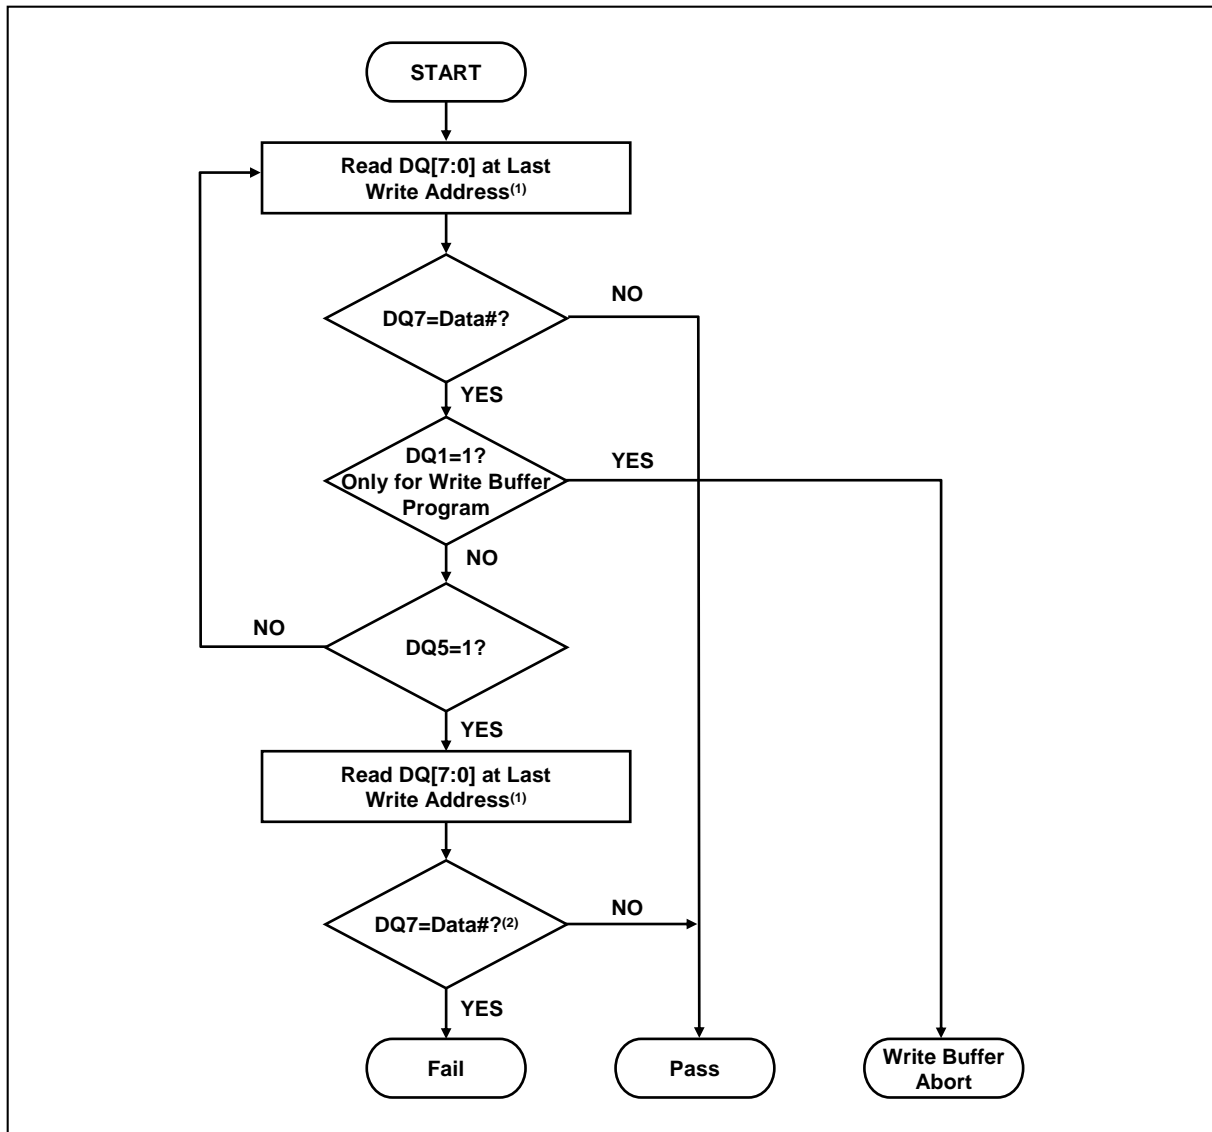 START
Read DQ[7:0] at Last
Write Address(1)
NO
DQ7=Data#?
YES
DQ1=1?
Only for Write Buffer
Program
YES
NO
NO
DQ5=1?
YES
Read DQ[7:0] at Last
Write Address(1)
DQ7=Data#?(2)
NO
YES
Fail
Pass
Write Buffer
Abort